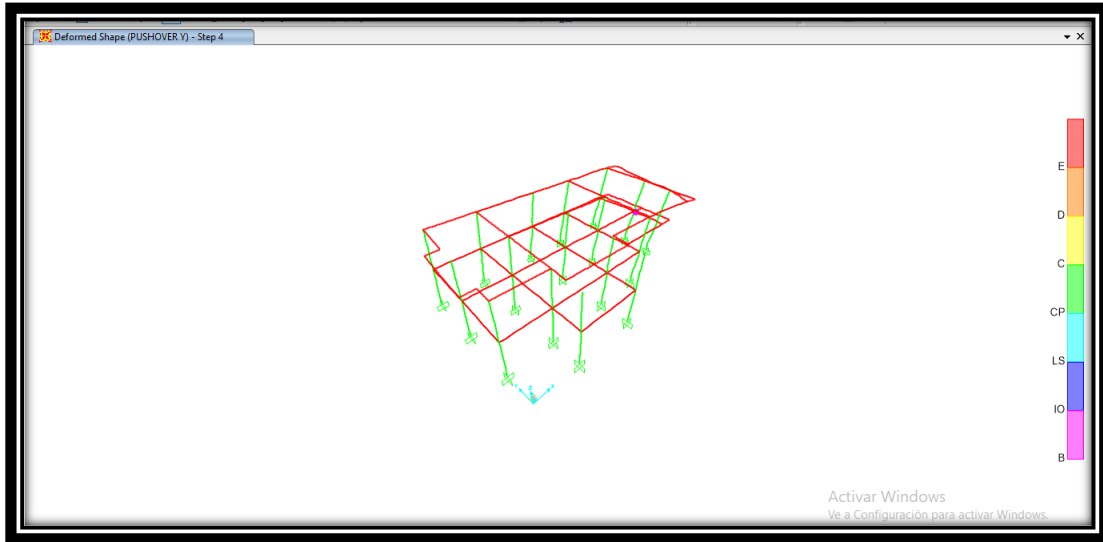 Deformed Shape (PUSHOVER Y) - Step 4
E
D
C
CP
LS
IO
B
Z
Y
X
Activar Windows
Ve a Configuración para activar Windows.